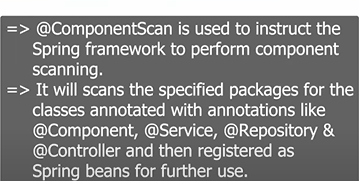 => @ComponentScan is used to instruct the
Spring framework to perform component
scanning.
=> It will scans the specified packages for the
classes annotated with annotations like
@Component, @Service, @Repository &
@Controller and then registered as
Spring beans for further use.